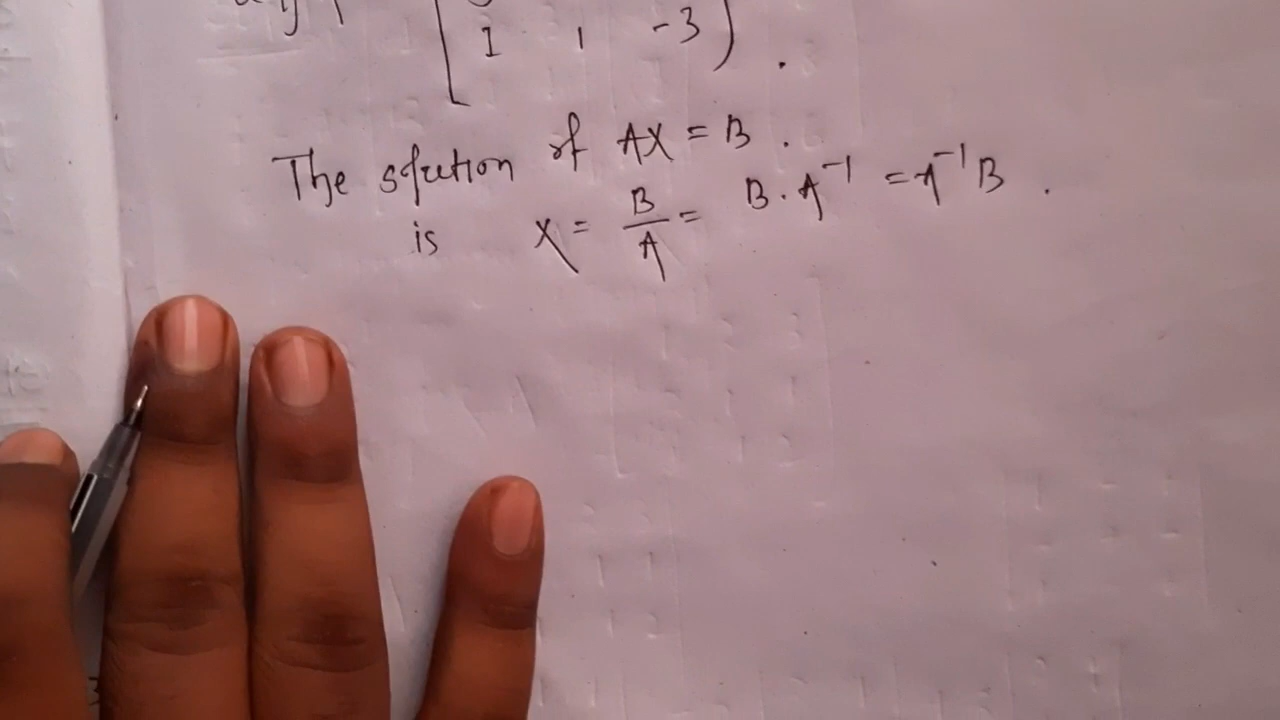 1 1 -3
The solution of AX = B .
is X = B/A = B · A⁻¹ = A⁻¹B .